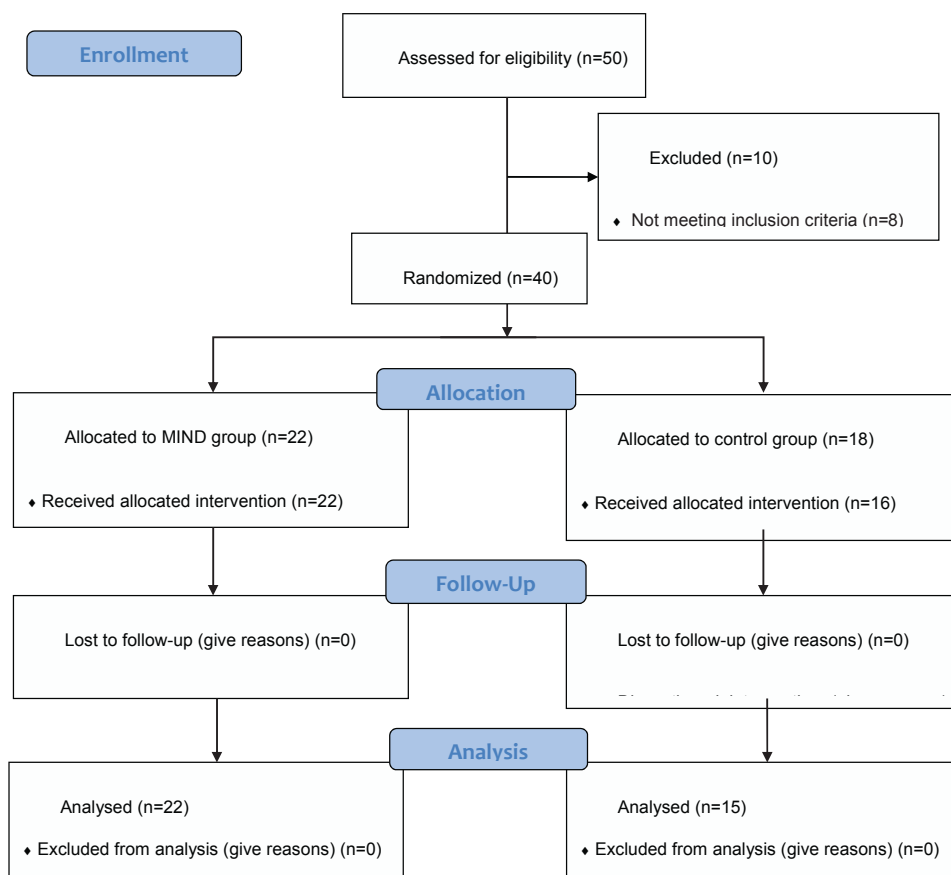 Enrollment
Assessed for eligibility (n=50)
Excluded (n=10)
♦ Not meeting inclusion criteria (n=8)
Randomized (n=40)
Allocation
Allocated to MIND group (n=22)
♦ Received allocated intervention (n=22)
Allocated to control group (n=18)
♦ Received allocated intervention (n=16)
Follow-Up
Lost to follow-up (give reasons) (n=0)
Lost to follow-up (give reasons) (n=0)
Analysis
Analysed (n=22)
♦ Excluded from analysis (give reasons) (n=0)
Analysed (n=15)
♦ Excluded from analysis (give reasons) (n=0)